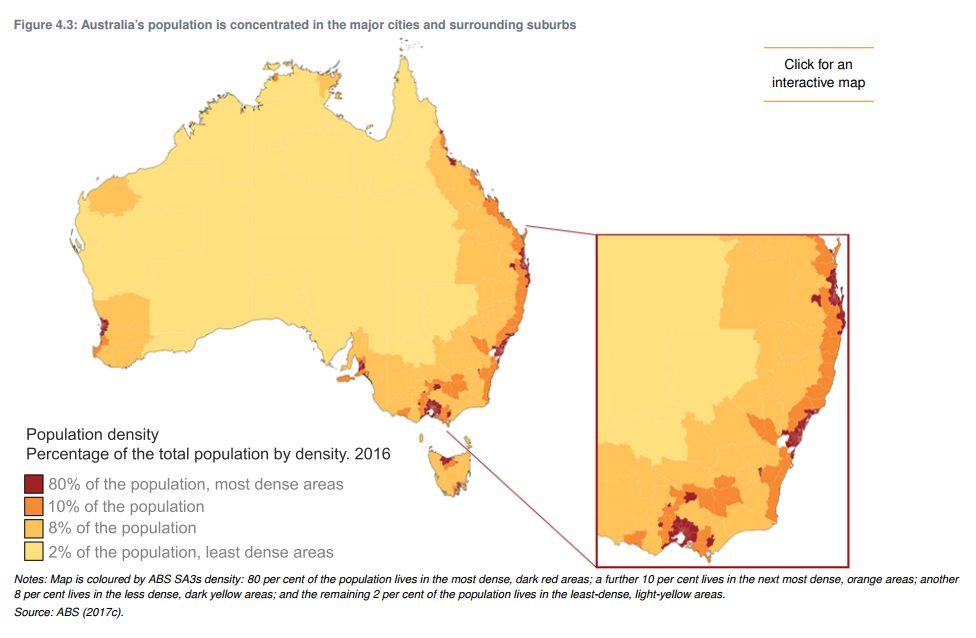 Figure 4.3: Australia's population is concentrated in the major cities and surrounding suburbs
Click for an
interactive map
Population density
Percentage of the total population by density. 2016
80% of the population, most dense areas
10% of the population
8% of the population
2% of the population, least dense areas
Notes: Map is coloured by ABS SA3s density: 80 per cent of the population lives in the most dense, dark red areas; a further 10 per cent lives in the next most dense, orange areas; another
8 per cent lives in the less dense, dark yellow areas; and the remaining 2 per cent of the population lives in the least-dense, light-yellow areas.
Source: ABS (2017c).